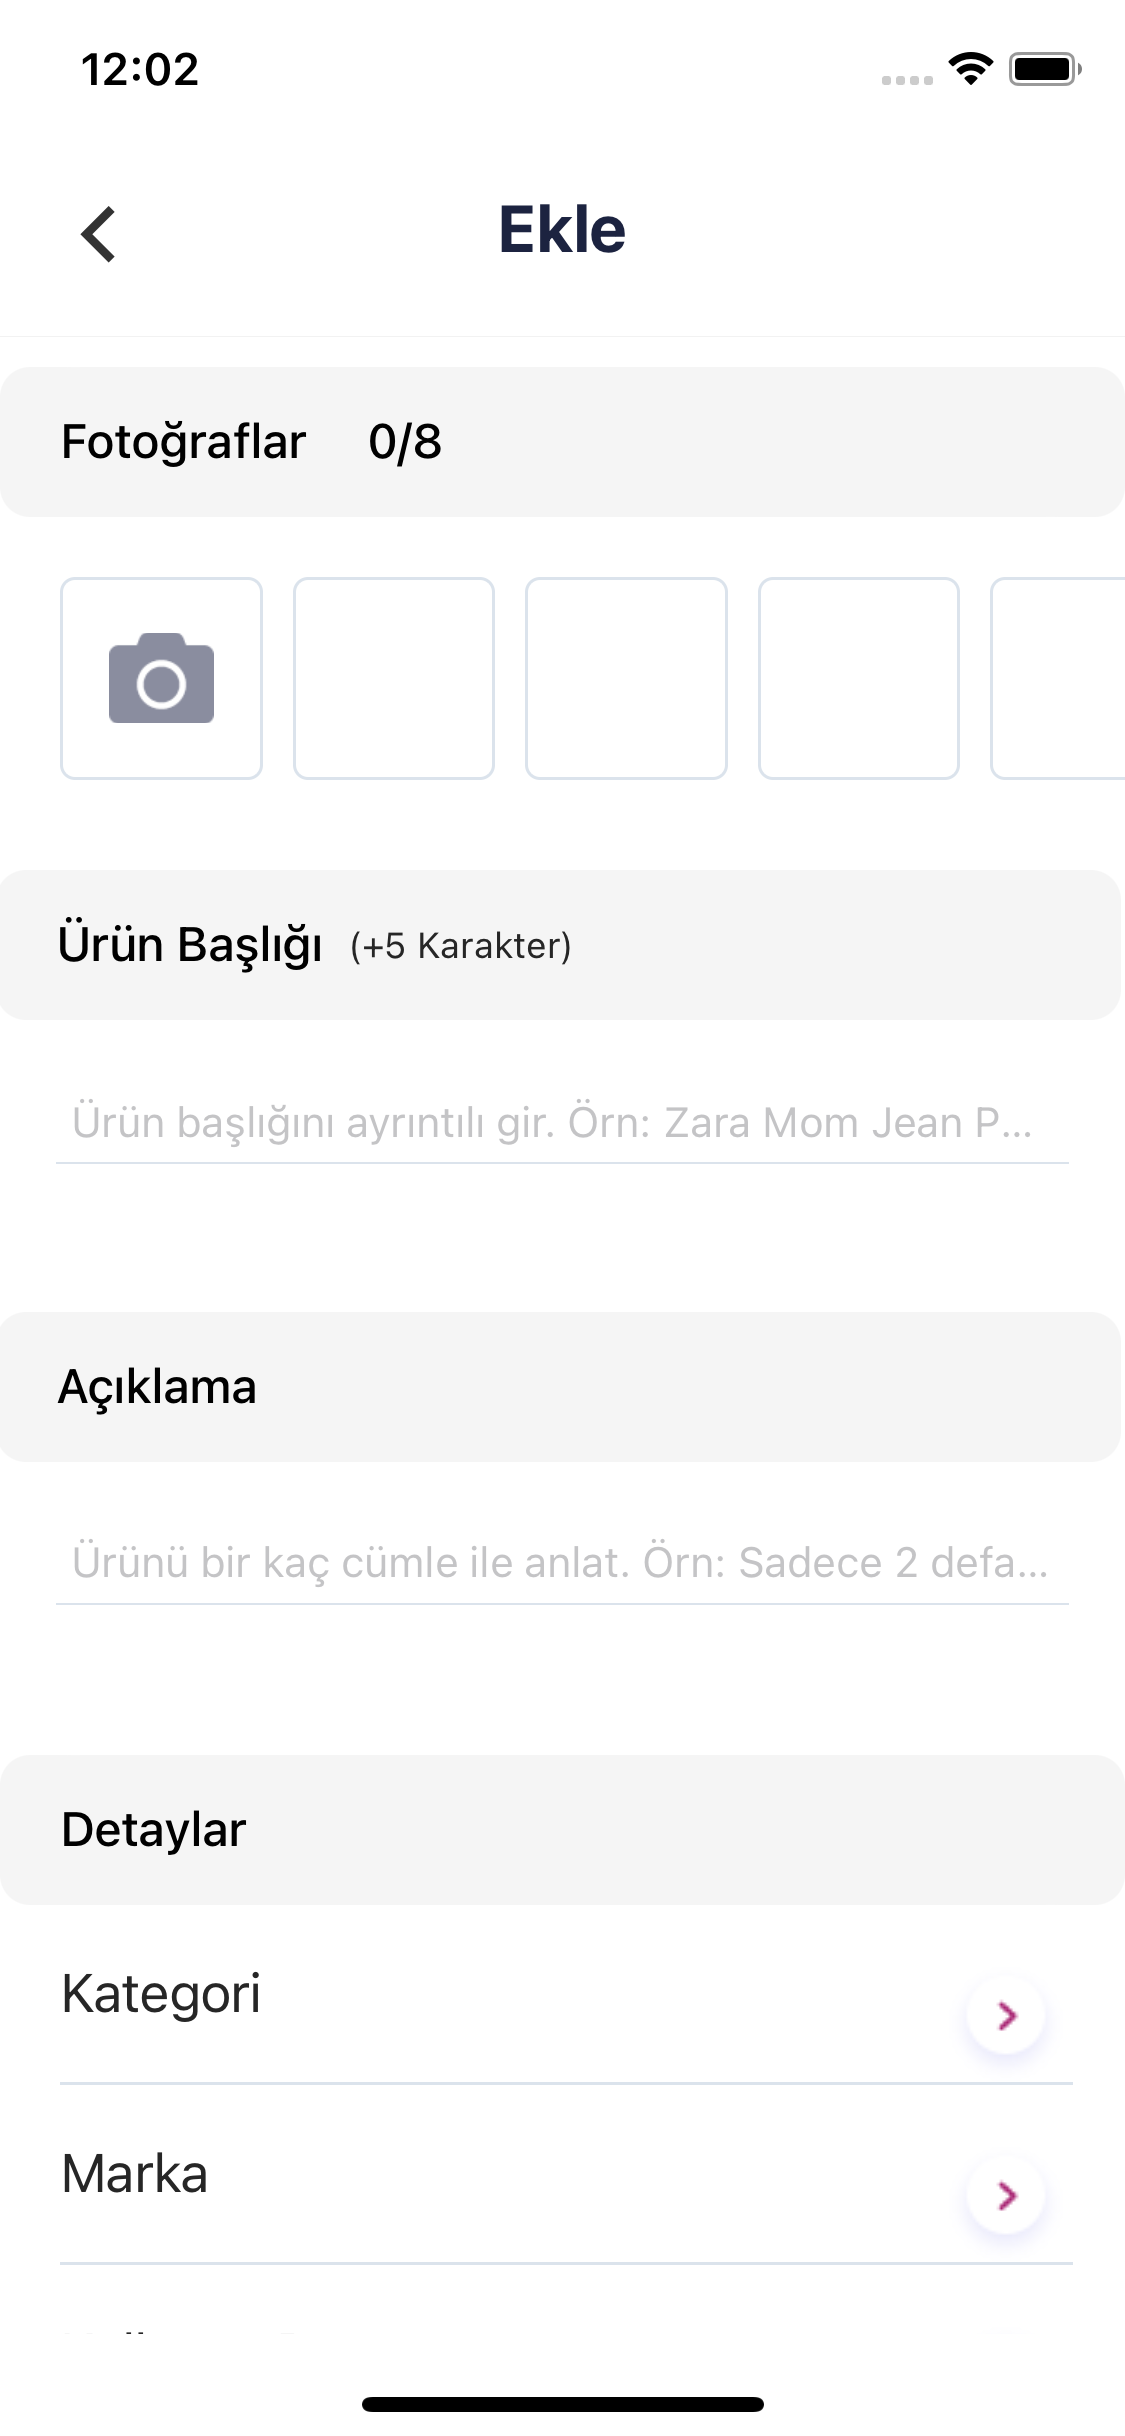 12:02
Ekle
Fotoğraflar 0/8
Ürün Başlığı (+5 Karakter)
Ürün başlığını ayrıntılı gir. Örn: Zara Mom Jean P...
Açıklama
Ürünü bir kaç cümle ile anlat. Örn: Sadece 2 defa...
Detaylar
Kategori
Marka